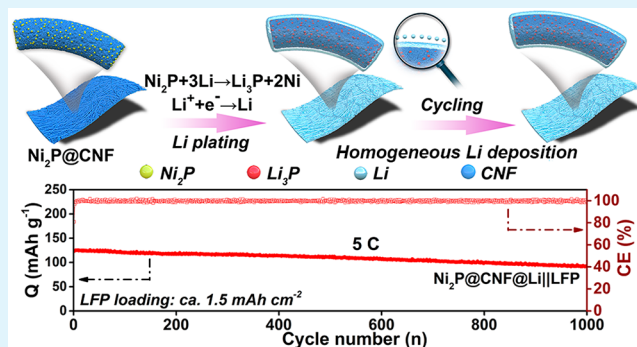 Ni₂P+3Li→Li₃P+2Ni
Li⁺+e⁻→Li
Li plating
Cycling
Ni₂P@CNF
Homogeneous Li deposition
Ni₂P
Li₃P
Li
CNF
Q (mAh g⁻¹)
250
200
150
100
50
0
5 C
Ni₂P@CNF@Li||LFP
LFP loading: ca. 1.5 mAh cm⁻²
CE (%)
100
80
60
40
20
0
0 200 400 600 800 1000
Cycle number (n)